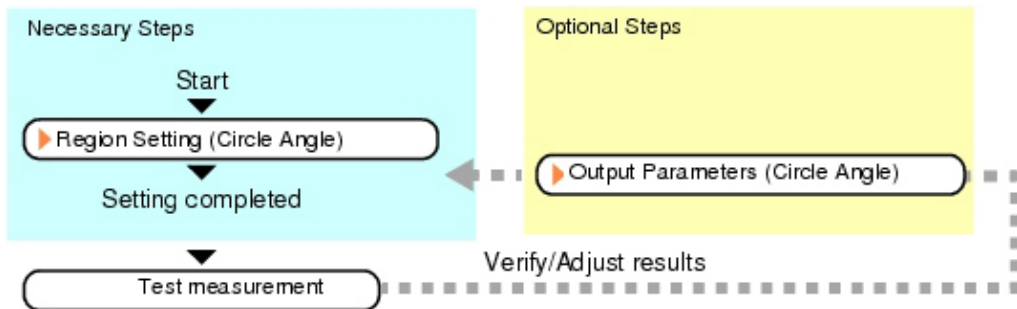 Necessary Steps
Start
Region Setting (Circle Angle)
Setting completed
Test measurement
Optional Steps
Output Parameters (Circle Angle)
Verify/Adjust results